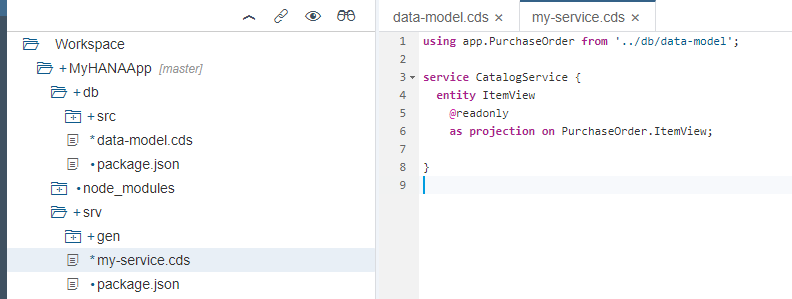 Workspace
+MyHANAApp [master]
+db
+src
*data-model.cds
•package.json
•node_modules
+srv
+gen
*my-service.cds
•package.json
data-model.cds × my-service.cds ×
1 using app.PurchaseOrder from '../db/data-model';
2
3 service CatalogService {
4 entity ItemView
5 @readonly
6 as projection on PurchaseOrder.ItemView;
7
8 }
9